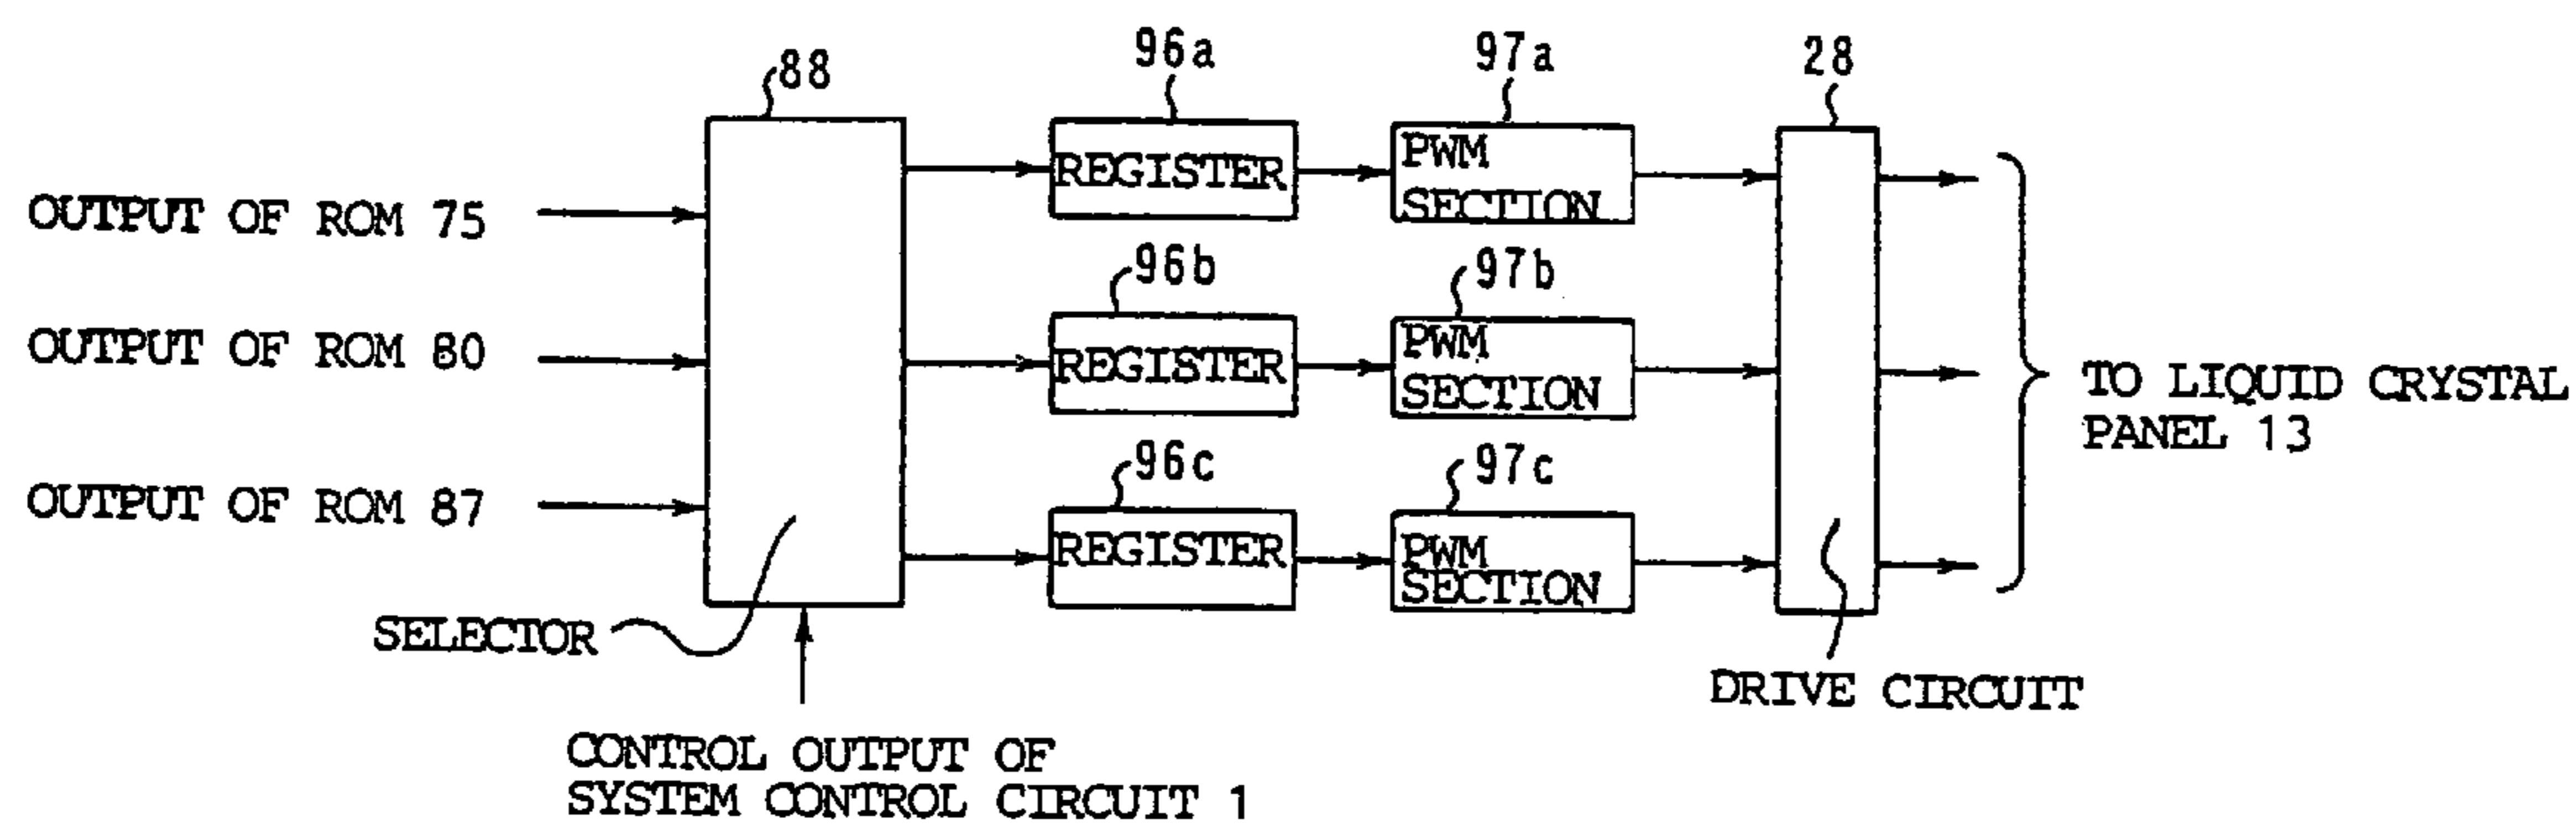 88
96a
97a
28
REGISTER
PWM
SECTION
OUTPUT OF ROM 75
96b
97b
OUTPUT OF ROM 80
REGISTER
PWM
SECTION
TO LIQUID CRYSTAL
PANEL 13
96c
97c
OUTPUT OF ROM 87
REGISTER
PWM
SECTION
SELECTOR
DRIVE CIRCUIT
CONTROL OUTPUT OF
SYSTEM CONTROL CIRCUIT 1